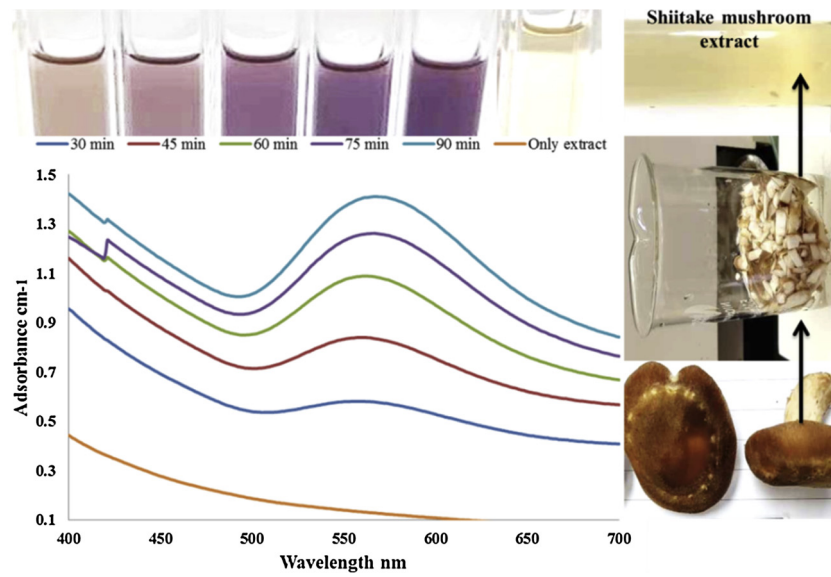 Shiitake mushroom
extract
30 min 45 min 60 min 75 min 90 min Only extract
1.5
1.3
1.1
0.9
0.7
0.5
0.3
0.1
Adsorbance cm-1
400 450 500 550 600 650 700
Wavelength nm